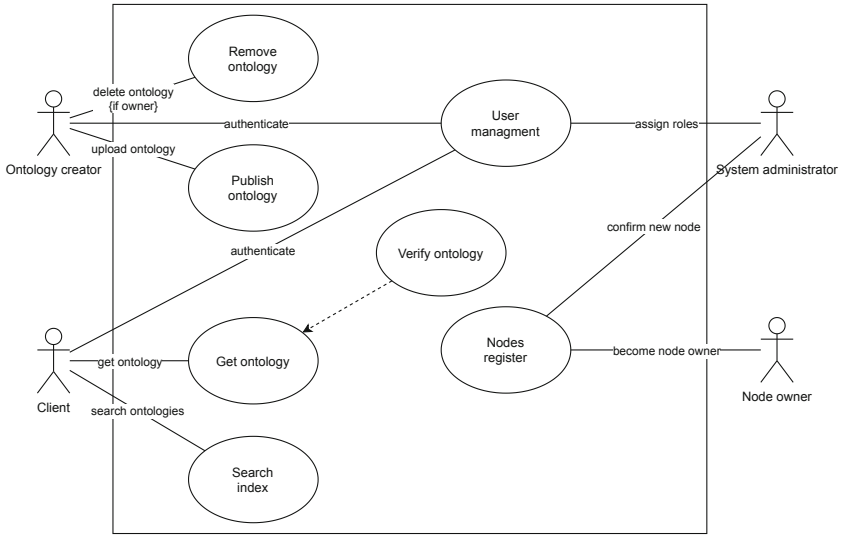 Remove
ontology
delete ontology
{if owner}
authenticate
User
managment
assign roles
upload ontology
Ontology creator
System administrator
Publish
ontology
confirm new node
authenticate
Verify ontology
Nodes
register
become node owner
get ontology
Get ontology
Client
Node owner
search ontologies
Search
index